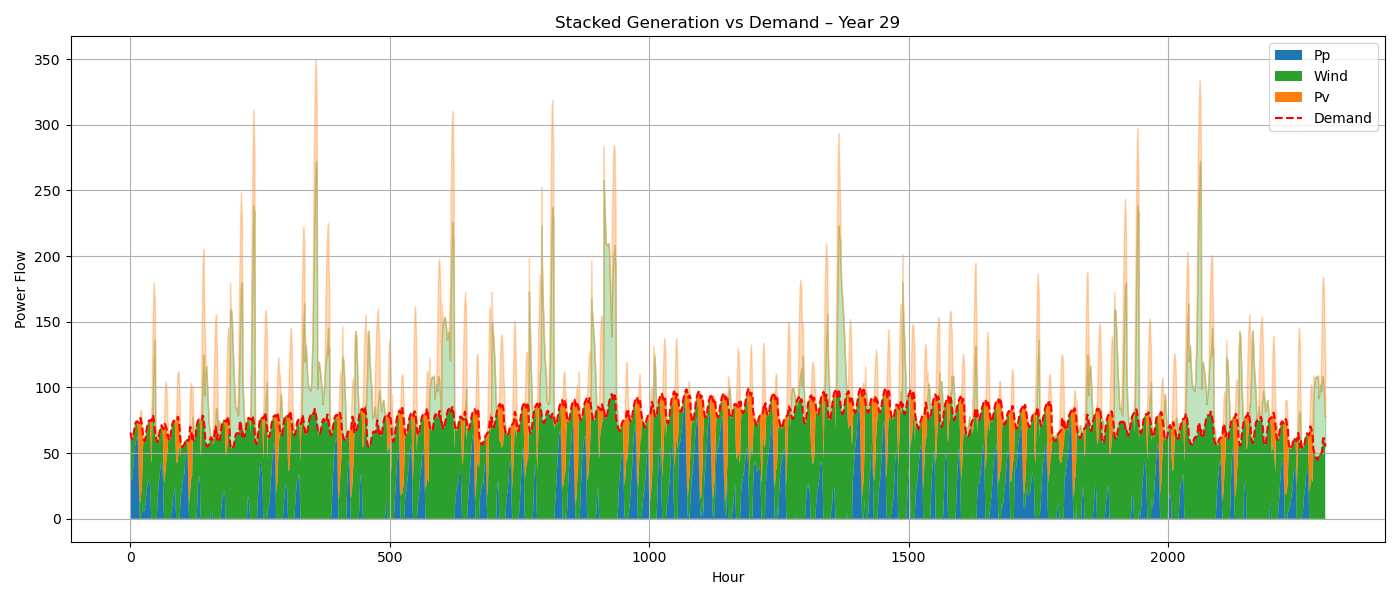 Stacked Generation vs Demand – Year 29
Pp
Wind
Pv
Demand
Power Flow
350
300
250
200
150
100
50
0
0 500 1000 1500 2000
Hour